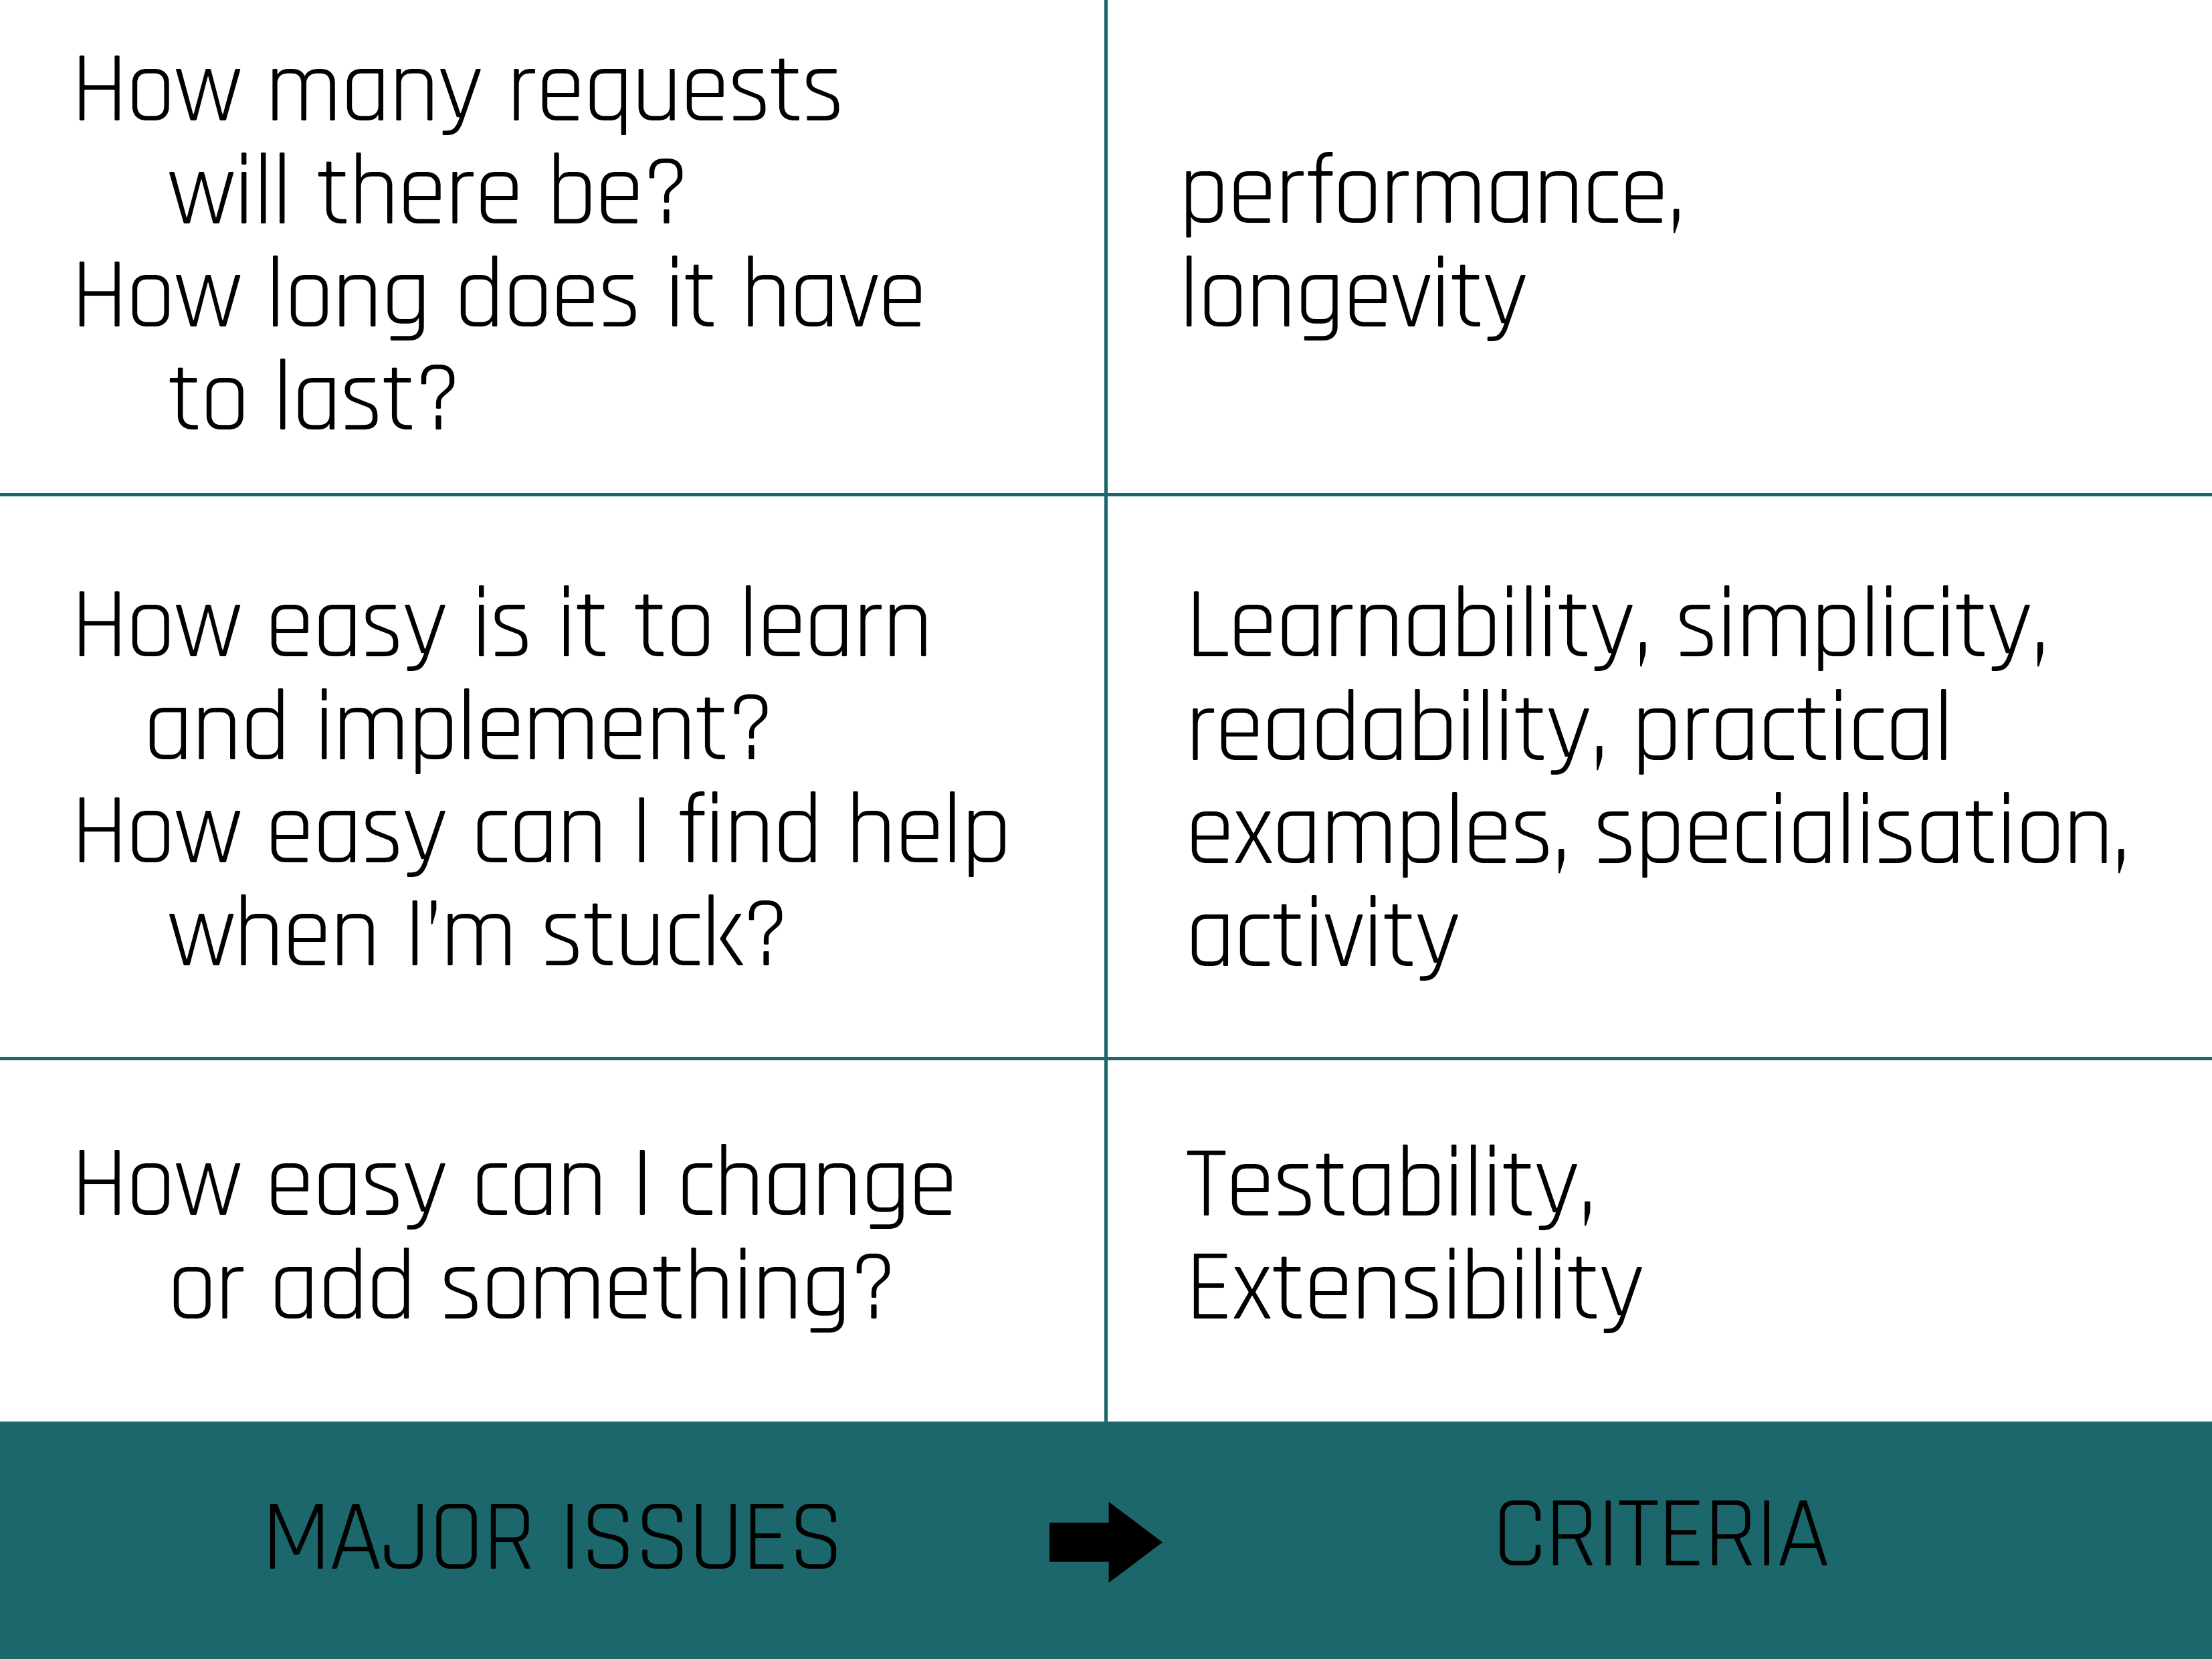 How many requests
will there be?
How long does it have
to last?
performance,
longevity
How easy is it to learn
and implement?
How easy can I find help
when I'm stuck?
Learnability, simplicity,
readability, practical
examples, specialisation,
activity
How easy can I change
or add something?
Testability,
Extensibility
MAJOR ISSUES
CRITERIA